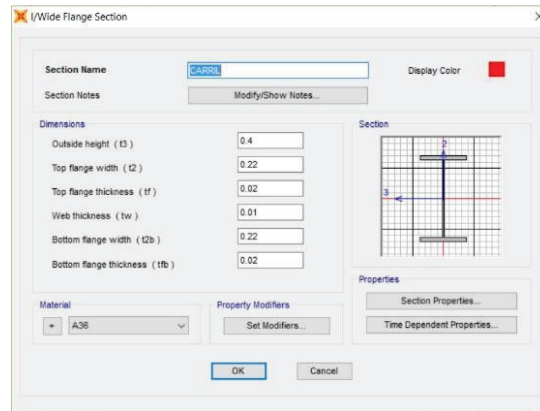 I/Wide Flange Section
Section Name CARRIL Display Color
Section Notes Modify/Show Notes...
Dimensions
Outside height ( t3 ) 0.4
Top flange width ( t2 ) 0.22
Top flange thickness ( tf ) 0.02
Web thickness ( tw ) 0.01
Bottom flange width ( t2b ) 0.22
Bottom flange thickness ( tfb ) 0.02
Section
2
3
Properties
Section Properties...
Time Dependent Properties...
Material
+ A36
Property Modifiers
Set Modifiers...
OK Cancel